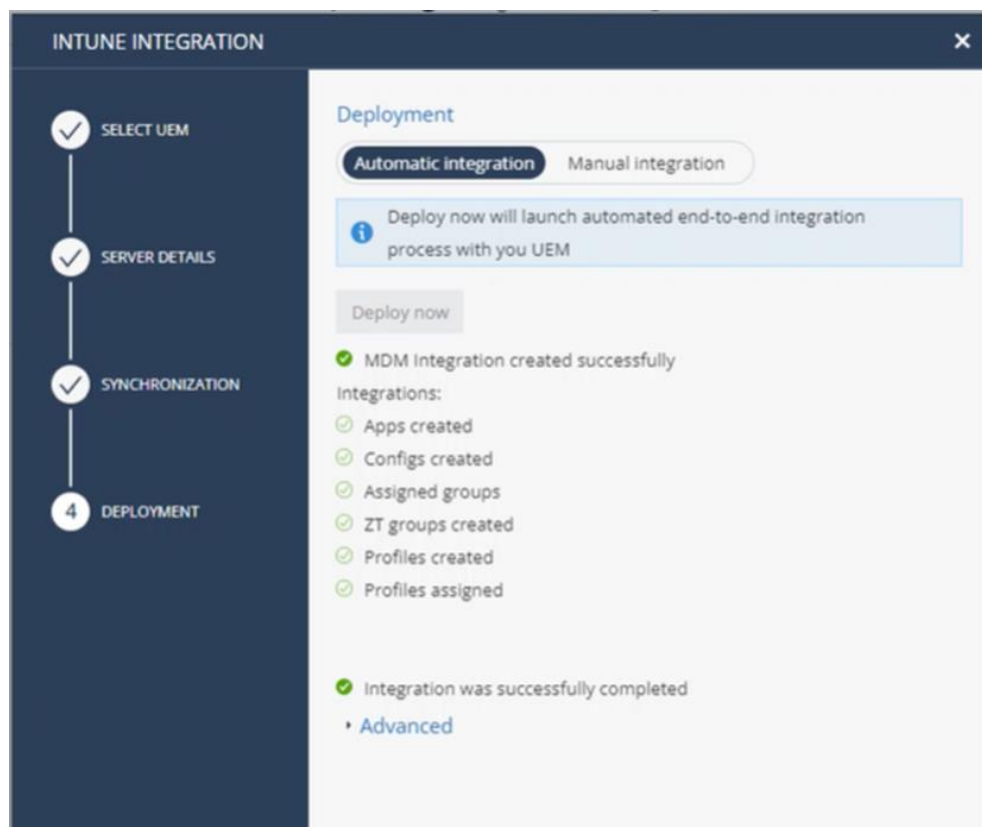 INTUNE INTEGRATION
SELECT UEM
SERVER DETAILS
SYNCHRONIZATION
4 DEPLOYMENT
Deployment
Automatic integration Manual integration
Deploy now will launch automated end-to-end integration
process with you UEM
Deploy now
MDM Integration created successfully
Integrations:
Apps created
Configs created
Assigned groups
ZT groups created
Profiles created
Profiles assigned
Integration was successfully completed
Advanced